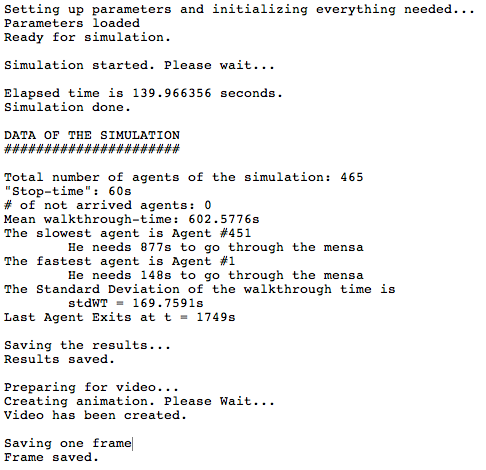 Setting up parameters and initializing everything needed...
Parameters loaded
Ready for simulation.
Simulation started. Please wait...
Elapsed time is 139.966356 seconds.
Simulation done.
DATA OF THE SIMULATION
######################
Total number of agents of the simulation: 465
"Stop-time": 60s
# of not arrived agents: 0
Mean walkthrough-time: 602.5776s
The slowest agent is Agent #451
He needs 877s to go through the mensa
The fastest agent is Agent #1
He needs 148s to go through the mensa
The Standard Deviation of the walkthrough time is
stdWT = 169.7591s
Last Agent Exits at t = 1749s
Saving the results...
Results saved.
Preparing for video...
Creating animation. Please Wait...
Video has been created.
Saving one frame
Frame saved.